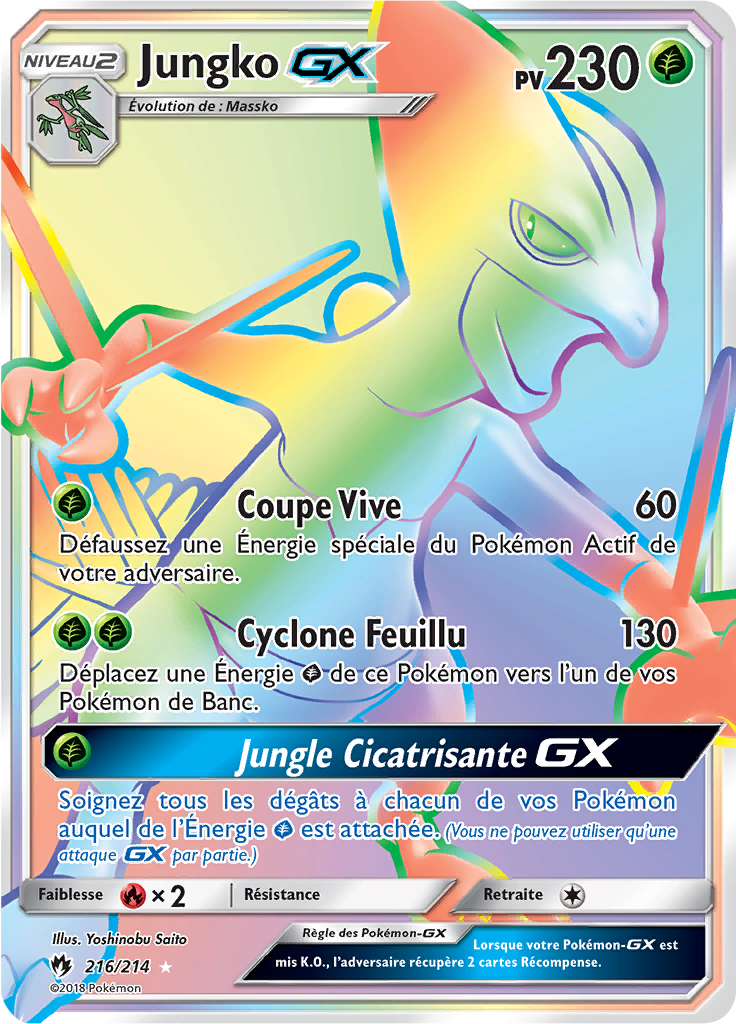 NIVEAU2 Jungko GX PV230
Évolution de : Massko
Coupe Vive 60
Défaussez une Énergie spéciale du Pokémon Actif de
votre adversaire.
Cyclone Feuillu 130
Déplacez une Énergie de ce Pokémon vers l'un de vos
Pokémon de Banc.
Jungle Cicatrisante GX
Soignez tous les dégâts à chacun de vos Pokémon
auquel de l'Énergie est attachée. (Vous ne pouvez utiliser qu'une
attaque GX par partie.)
Faiblesse ×2 Résistance Retraite
Illus. Yoshinobu Saito
216/214
©2018 Pokémon
Règle des Pokémon-GX
Lorsque votre Pokémon-GX est
mis K.O., l'adversaire récupère 2 cartes Récompense.